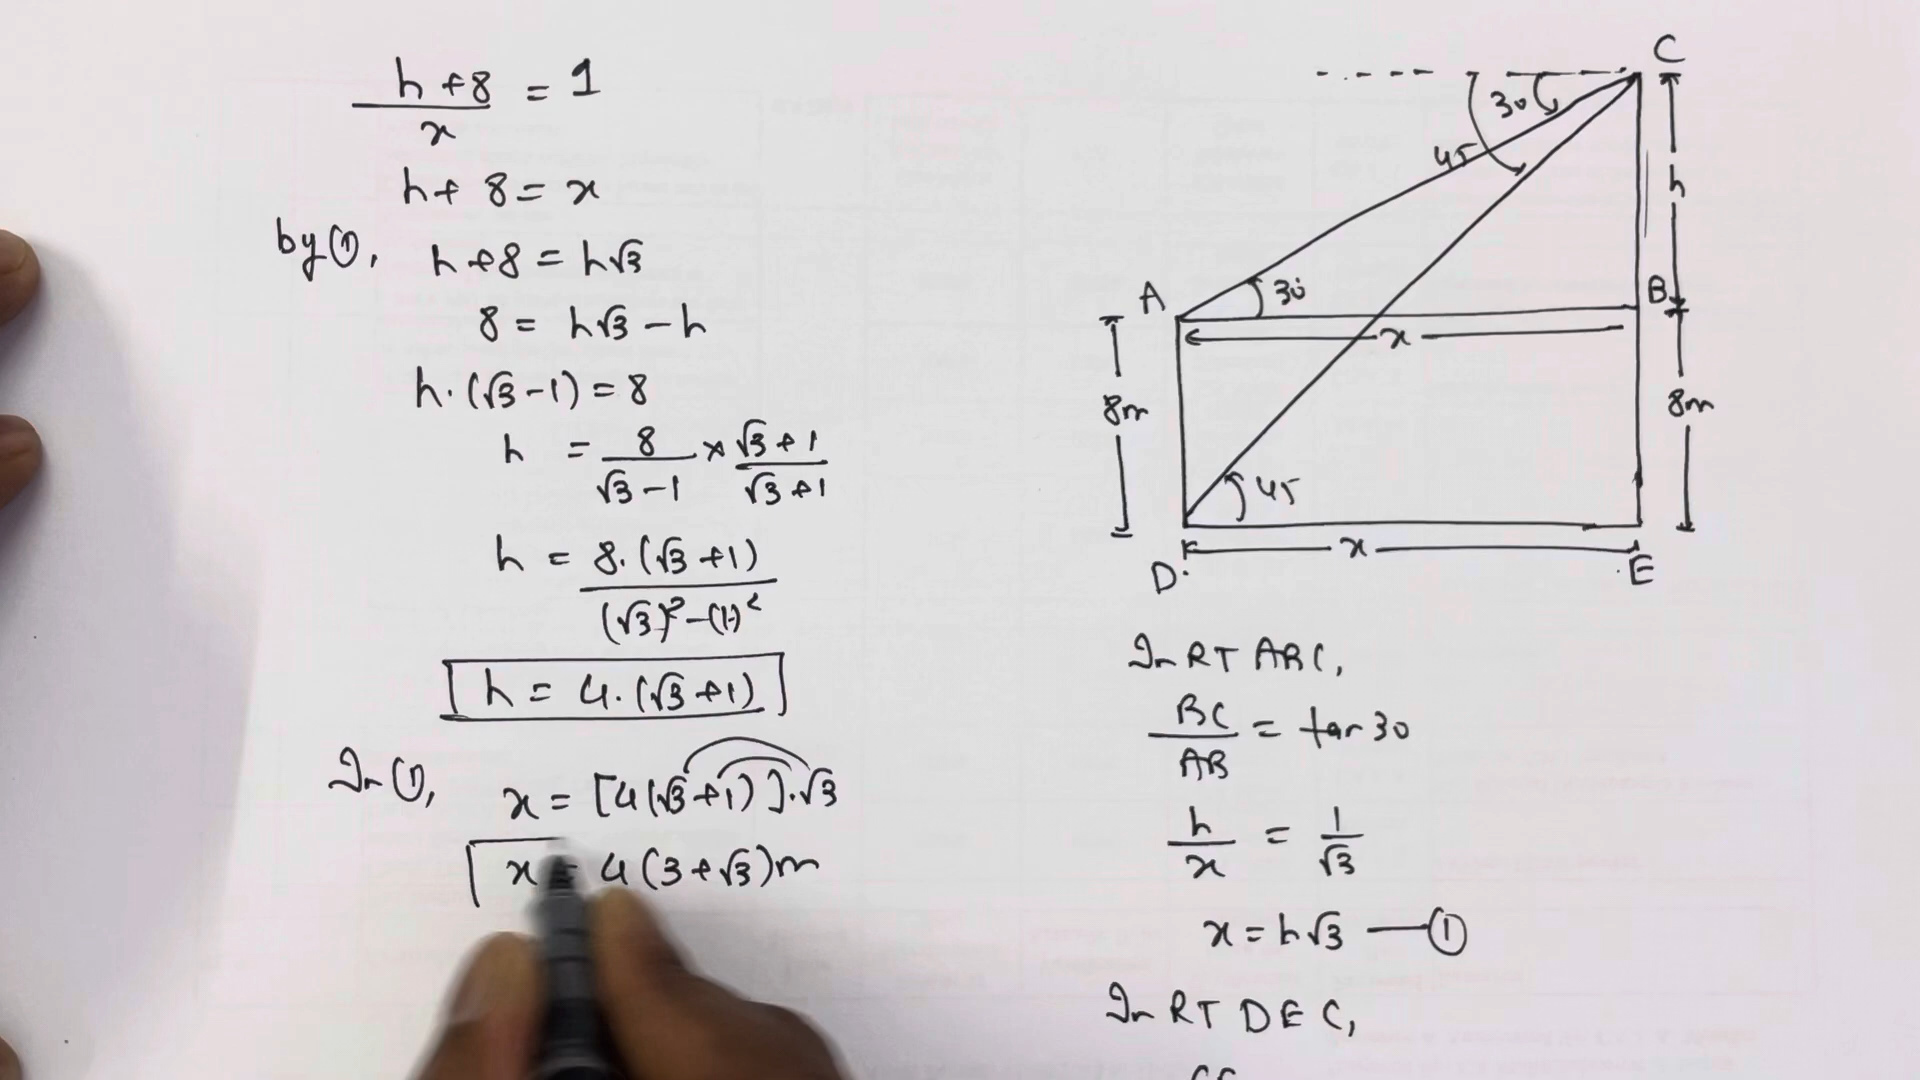 h+8/x = 1
h+8 = x
by ①, h+8 = h√3
8 = h√3 - h
h.(√3-1) = 8
h = 8/√3-1 × √3+1/√3+1
h = 8.(√3+1)/(√3)²-(1)²
h = 4.(√3+1)
In ①, x = [4(√3+1)].√3
x = 4(3+√3)m
C
30
45
h
A
30
B
x
8m
8m
45
x
D
E
In RT ABC,
BC/AB = tan 30
h/x = 1/√3
x = h√3 — ①
In RT DEC,